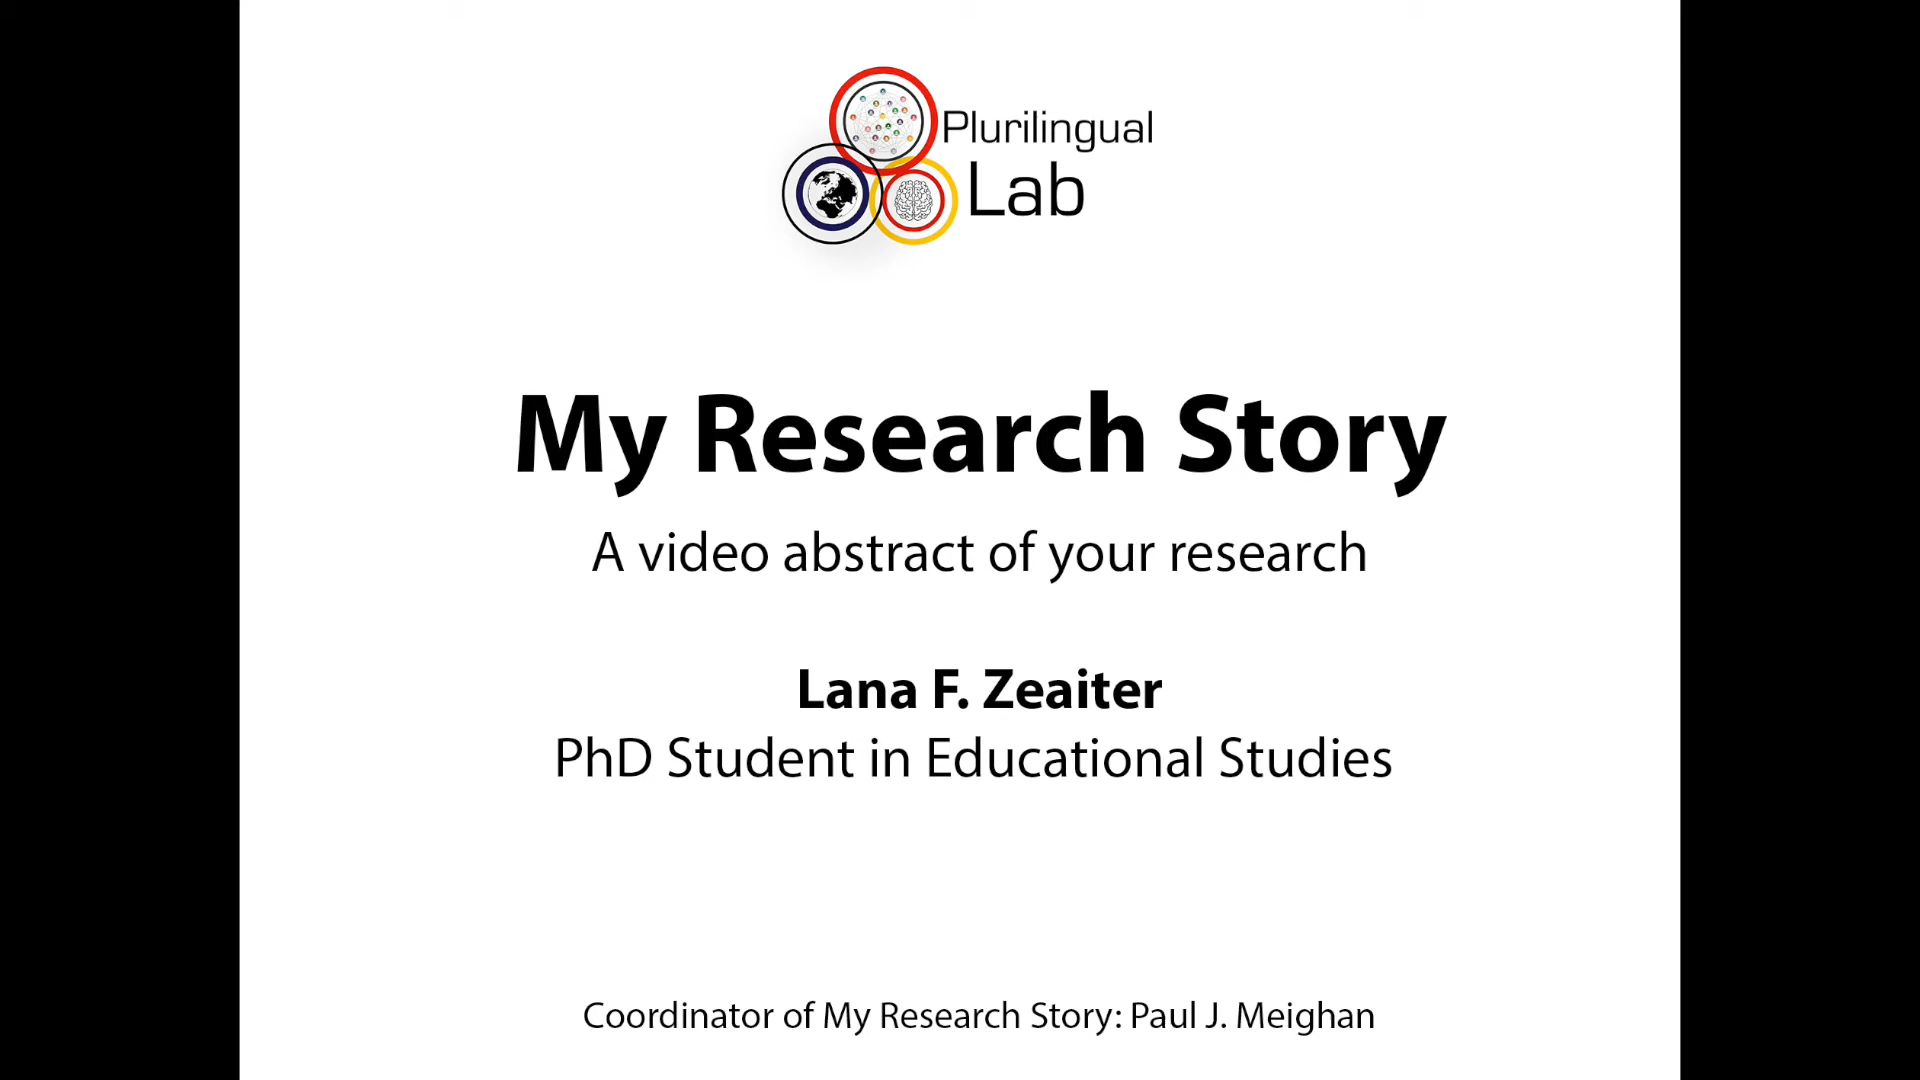 Plurilingual
Lab
My Research Story
A video abstract of your research
Lana F. Zeaiter
PhD Student in Educational Studies
Coordinator of My Research Story: Paul J. Meighan